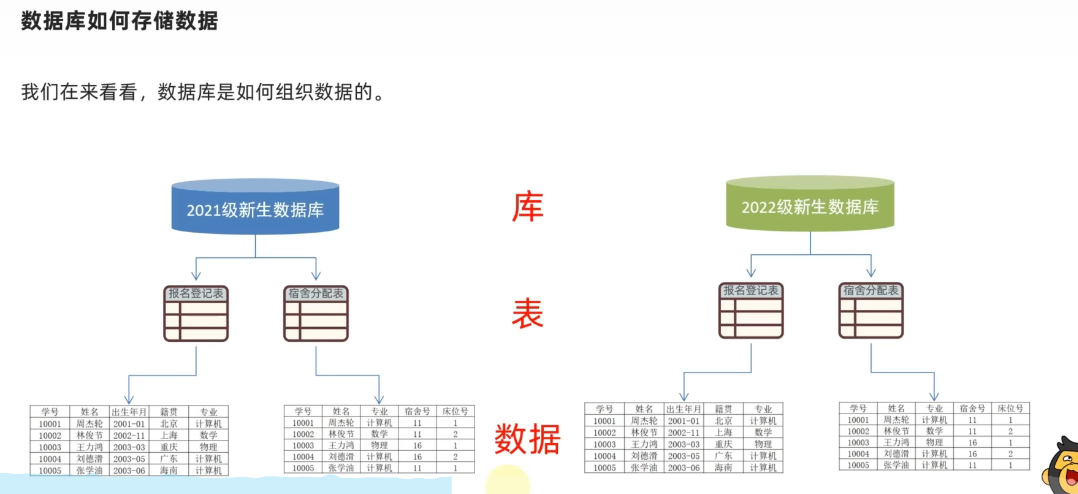 数据库如何存储数据
我们在来看看，数据库是如何组织数据的。
2021级新生数据库
库
2022级新生数据库
报名登记表
宿舍分配表
表
报名登记表
宿舍分配表
学号 姓名 出生年月 籍贯 专业
10001 周杰轮 2001-01 北京 计算机
10002 林俊节 2002-11 上海 数学
10003 王力鸿 2003-03 重庆 物理
10004 刘德滑 2003-05 广东 计算机
10005 张学油 2003-06 海南 计算机
学号 姓名 专业 宿舍号 床位号
10001 周杰轮 计算机 11 1
10002 林俊节 数学 11 2
10003 王力鸿 物理 16 1
10004 刘德滑 计算机 16 2
10005 张学油 计算机 11 1
数据
学号 姓名 出生年月 籍贯 专业
10001 周杰轮 2001-01 北京 计算机
10002 林俊节 2002-11 上海 数学
10003 王力鸿 2003-03 重庆 物理
10004 刘德滑 2003-05 广东 计算机
10005 张学油 2003-06 海南 计算机
学号 姓名 专业 宿舍号 床位号
10001 周杰轮 计算机 11 1
10002 林俊节 数学 11 2
10003 王力鸿 物理 16 1
10004 刘德滑 计算机 16 2
10005 张学油 计算机 11 1